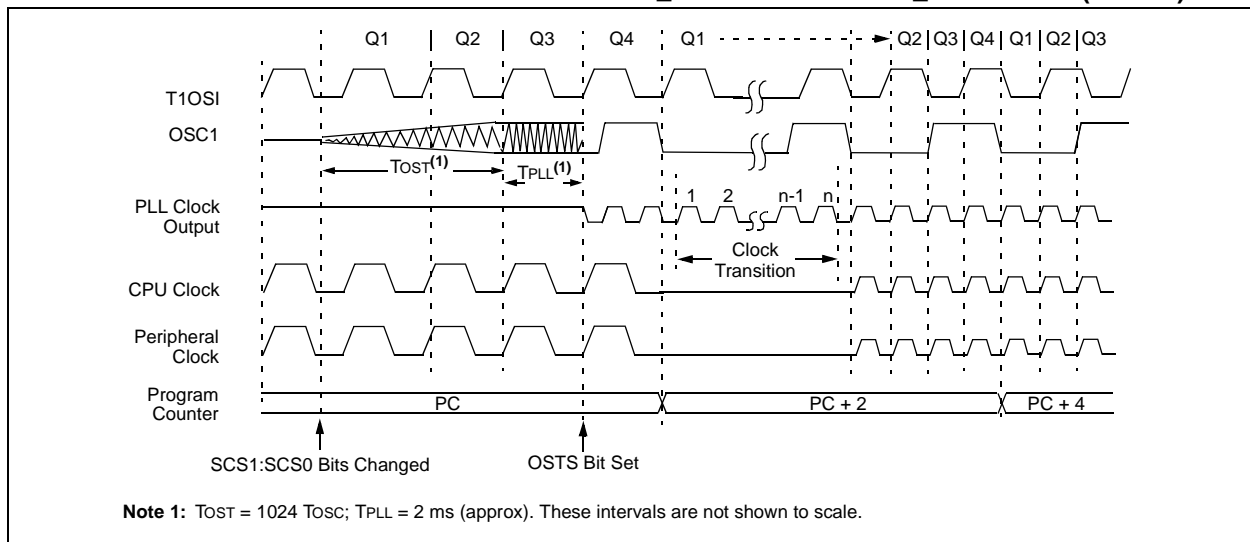 Q1 Q2 Q3 Q4 Q1 Q2 Q3 Q4 Q1 Q2 Q3
T1OSI
OSC1
TOST(1)
TPLL(1)
1 2 n-1 n
PLL Clock
Output
Clock
Transition
CPU Clock
Peripheral
Clock
Program
Counter
PC PC + 2 PC + 4
SCS1:SCS0 Bits Changed
OSTS Bit Set
Note 1: TOST = 1024 TOSC; TPLL = 2 ms (approx). These intervals are not shown to scale.